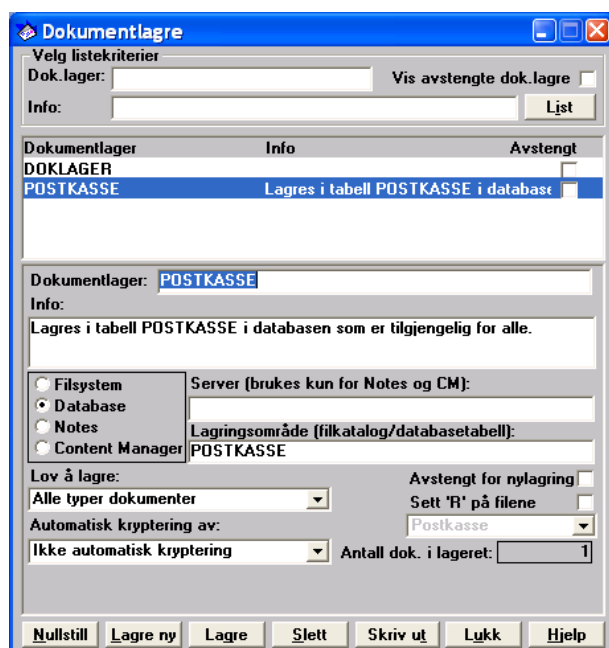 Dokumentlagre
Velg listekriterier
Dok.lager:
Vis avstengte dok.lagre
Info:
List
Dokumentlager Info Avstengt
DOKLAGER
POSTKASSE Lagres i tabell POSTKASSE i database
Dokumentlager: POSTKASSE
Info:
Lagres i tabell POSTKASSE i databasen som er tilgjengelig for alle.
Filsystem
Database
Notes
Content Manager
Server (brukes kun for Notes og CM):
Lagringsområde (filkatalog/databasetabell):
POSTKASSE
Lov å lagre:
Alle typer dokumenter
Automatisk kryptering av:
Ikke automatisk kryptering
Avstengt for nylagring
Sett 'R' på filene
Postkasse
Antall dok. i lageret: 1
Nullstill Lagre ny Lagre Slett Skriv ut Lukk Hjelp